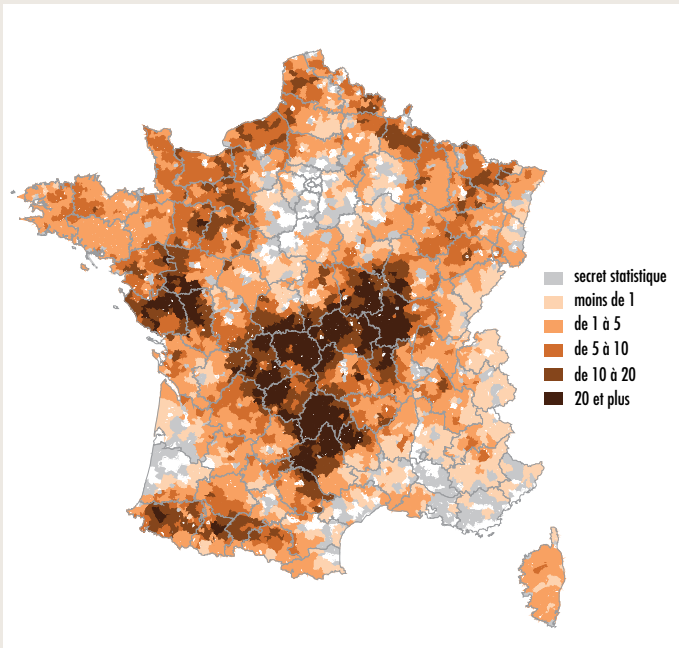 secret statistique
moins de 1
de 1 à 5
de 5 à 10
de 10 à 20
20 et plus